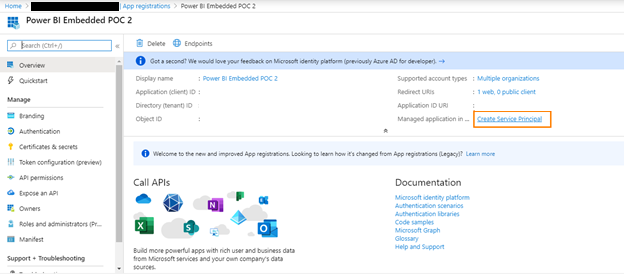 Home > | App registrations > Power BI Embedded POC 2
Power BI Embedded POC 2
Search (Ctrl+/)
«
Delete Endpoints
Got a second? We would love your feedback on Microsoft identity platform (previously Azure AD for developer). →
Overview
Quickstart
Manage
Branding
Authentication
Certificates & secrets
Token configuration (preview)
API permissions
Expose an API
Owners
Roles and administrators (Pr...
Manifest
Support + Troubleshooting
Display name : Power BI Embedded POC 2
Application (client) ID :
Directory (tenant) ID :
Object ID :
Supported account types : Multiple organizations
Redirect URIs : 1 web, 0 public client
Application ID URI :
Managed application in ... : Create Service Principal
Welcome to the new and improved App registrations. Looking to learn how it's changed from App registrations (Legacy)? Learn more
Call APIs
Build more powerful apps with rich user and business data
from Microsoft services and your own company's data
sources.
Documentation
Microsoft identity platform
Authentication scenarios
Authentication libraries
Code samples
Microsoft Graph
Glossary
Help and Support